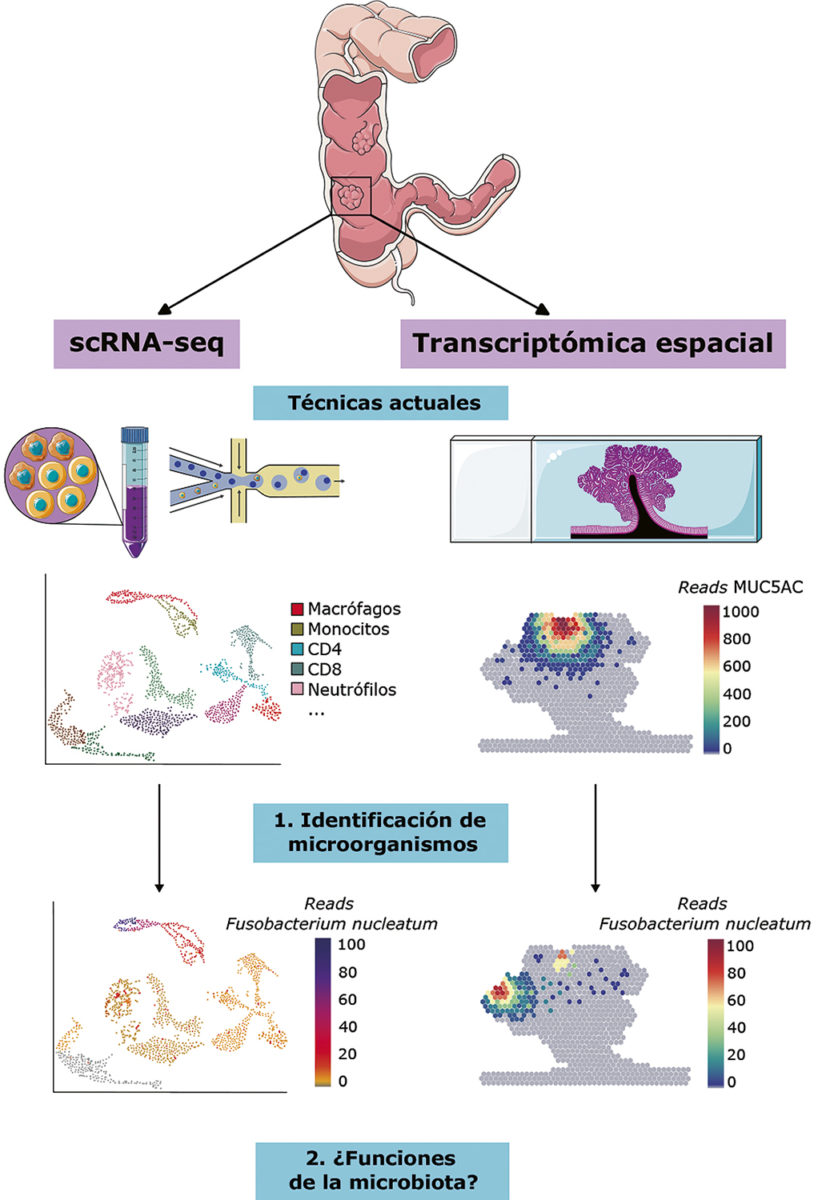 scRNA-seq
Transcriptómica espacial
Técnicas actuales
Macrófagos
Monocitos
CD4
CD8
Neutrófilos
...
Reads MUC5AC
1000
800
600
400
200
0
1. Identificación de
microorganismos
Reads
Fusobacterium nucleatum
100
80
60
40
20
0
Reads
Fusobacterium nucleatum
100
80
60
40
20
0
2. ¿Funciones
de la microbiota?